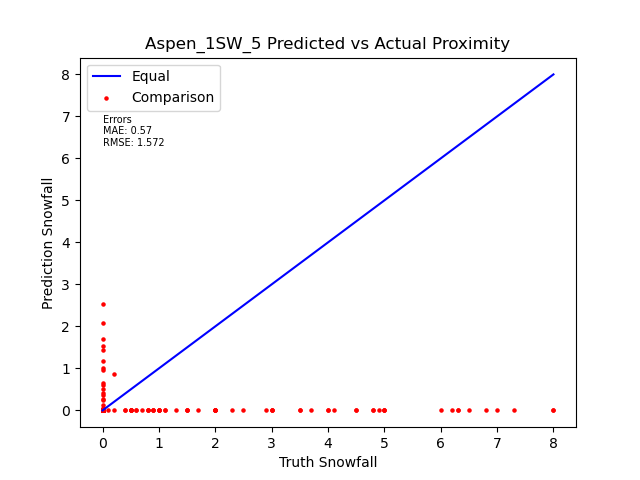 Aspen_1SW_5 Predicted vs Actual Proximity
Equal
Comparison
Errors
MAE: 0.57
RMSE: 1.572
8
7
6
5
4
3
2
1
0
Prediction Snowfall
0 1 2 3 4 5 6 7 8
Truth Snowfall